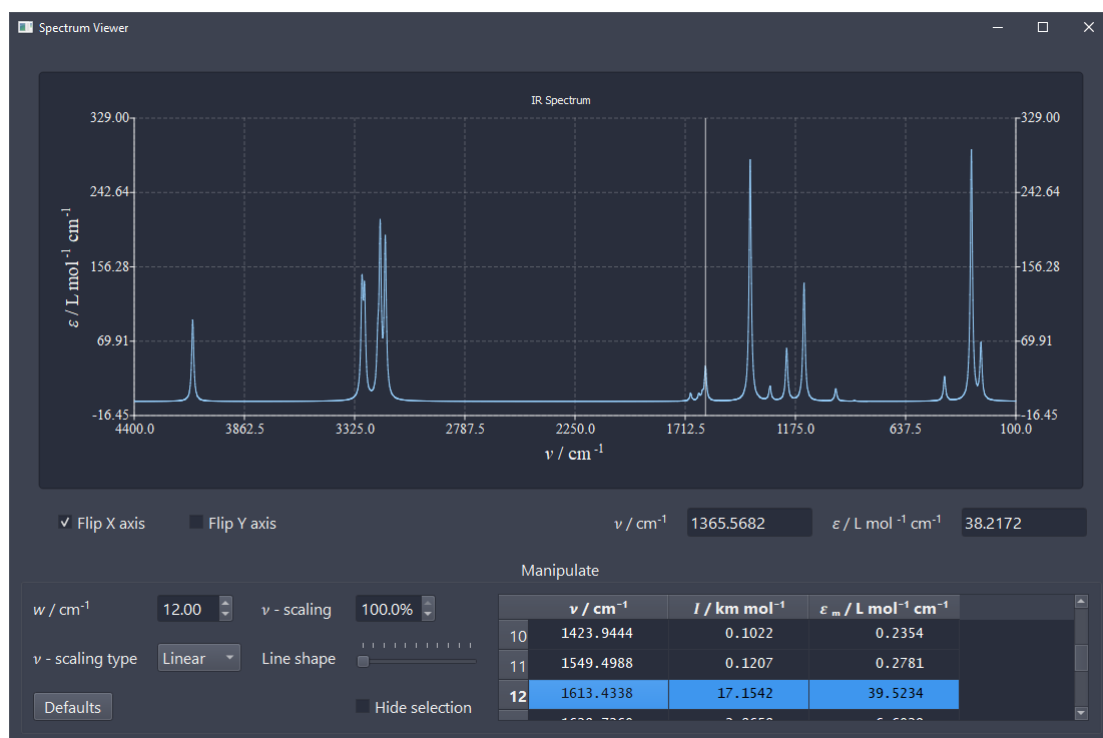 Spectrum Viewer
IR Spectrum
329.00 329.00
242.64 242.64
156.28 156.28
69.91 69.91
-16.45 -16.45
ε / L mol -1 cm -1
4400.0 3862.5 3325.0 2787.5 2250.0 1712.5 1175.0 637.5 100.0
ν / cm -1
Flip X axis Flip Y axis ν / cm-1 1365.5682 ε / L mol -1 cm-1 38.2172
Manipulate
w / cm-1 12.00 ν - scaling 100.0%
ν - scaling type Linear Line shape
Defaults Hide selection
ν / cm−1 I / km mol−1 ε m / L mol−1 cm−1
10 1423.9444 0.1022 0.2354
11 1549.4988 0.1207 0.2781
12 1613.4338 17.1542 39.5234